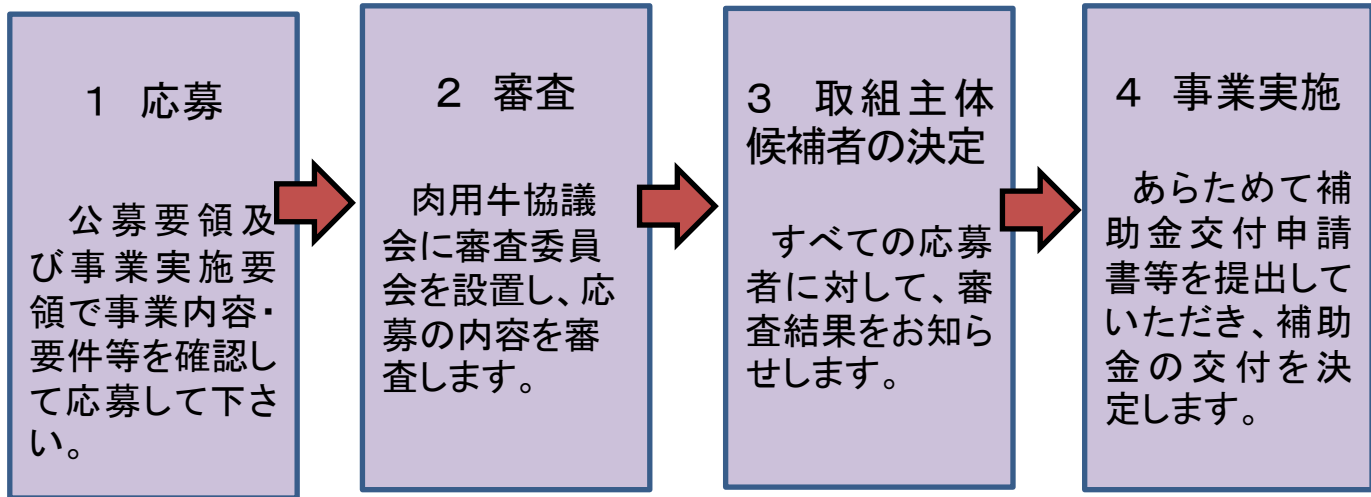 １　応募
公募要領及
び事業実施要
領で事業内容・
要件等を確認し
て応募して下さ
い。
２　審査
肉用牛協議
会に審査委員
会を設置し、応
募の内容を審
査します。
３　取組主体
候補者の決定
すべての応募
者に対して、審
査結果をお知ら
せします。
４　事業実施
あらためて補
助金交付申請
書等を提出して
いただき、補助
金の交付を決
定します。